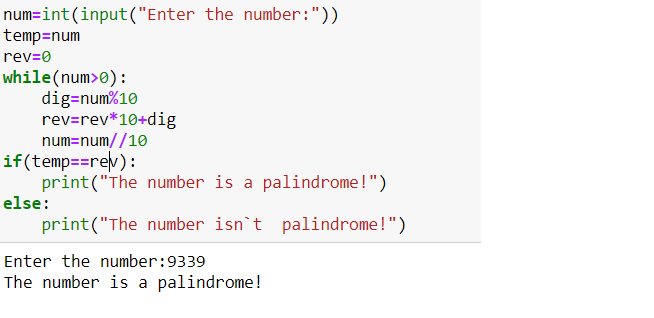 num=int(input("Enter the number:"))
temp=num
rev=0
while(num>0):
    dig=num%10
    rev=rev*10+dig
    num=num//10
if(temp==rev):
    print("The number is a palindrome!")
else:
    print("The number isn`t  palindrome!")
Enter the number:9339
The number is a palindrome!